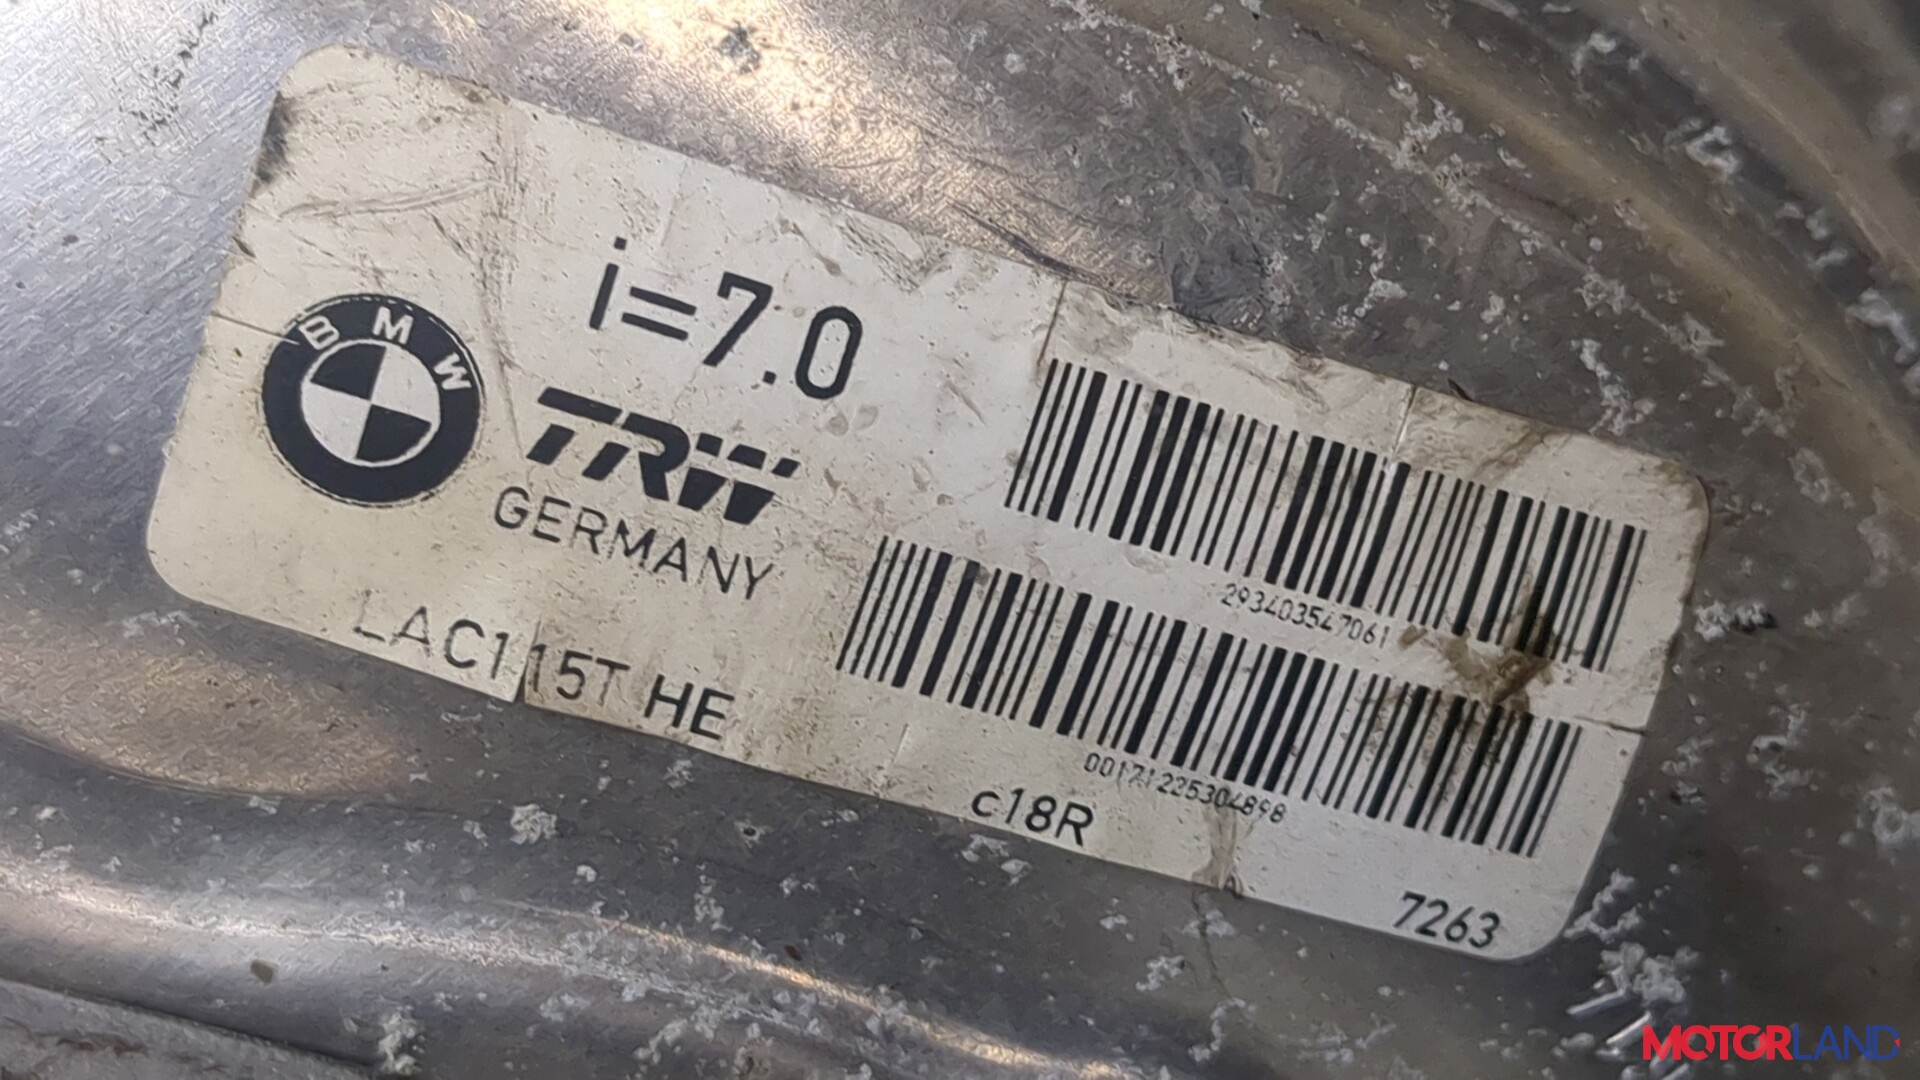 i=7.0
BMW
TRW
GERMANY
LAC115T HE
293403547061
00171225304898
c18R
7263
MOTORLAND